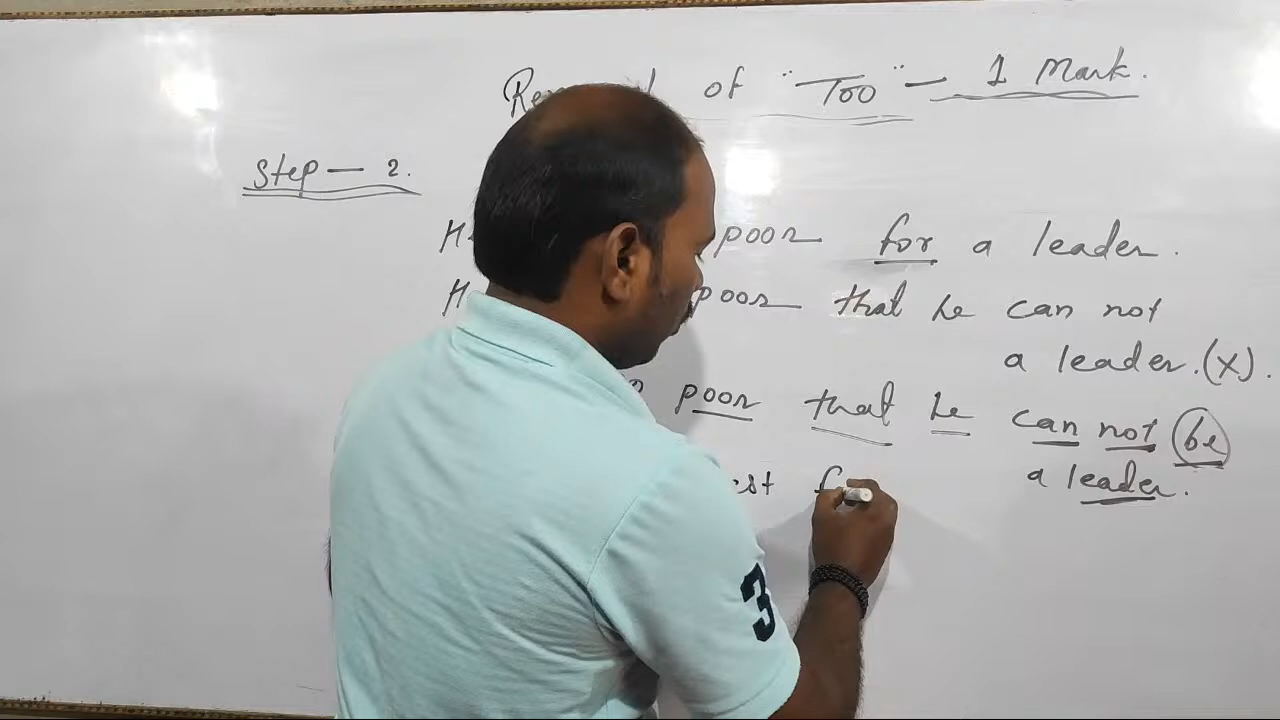 of "Too" - 1 Mark.
Step - 2.
poor for a leader.
poor that he can not
a leader. (x).
poor that he can not be
a leader.
3